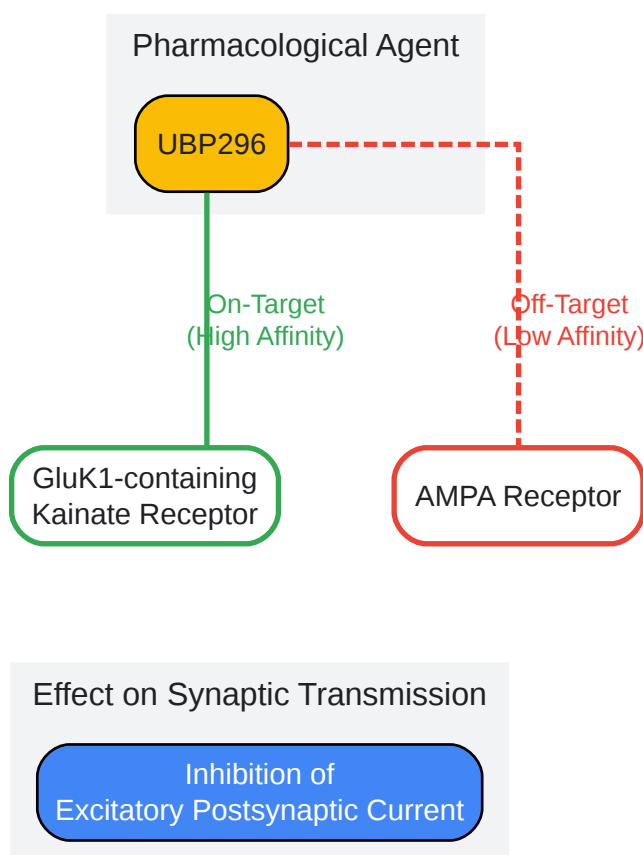 Pharmacological Agent
UBP296
On-Target
(High Affinity)
Off-Target
(Low Affinity)
GluK1-containing
Kainate Receptor
AMPA Receptor
Effect on Synaptic Transmission
Inhibition of
Excitatory Postsynaptic Current